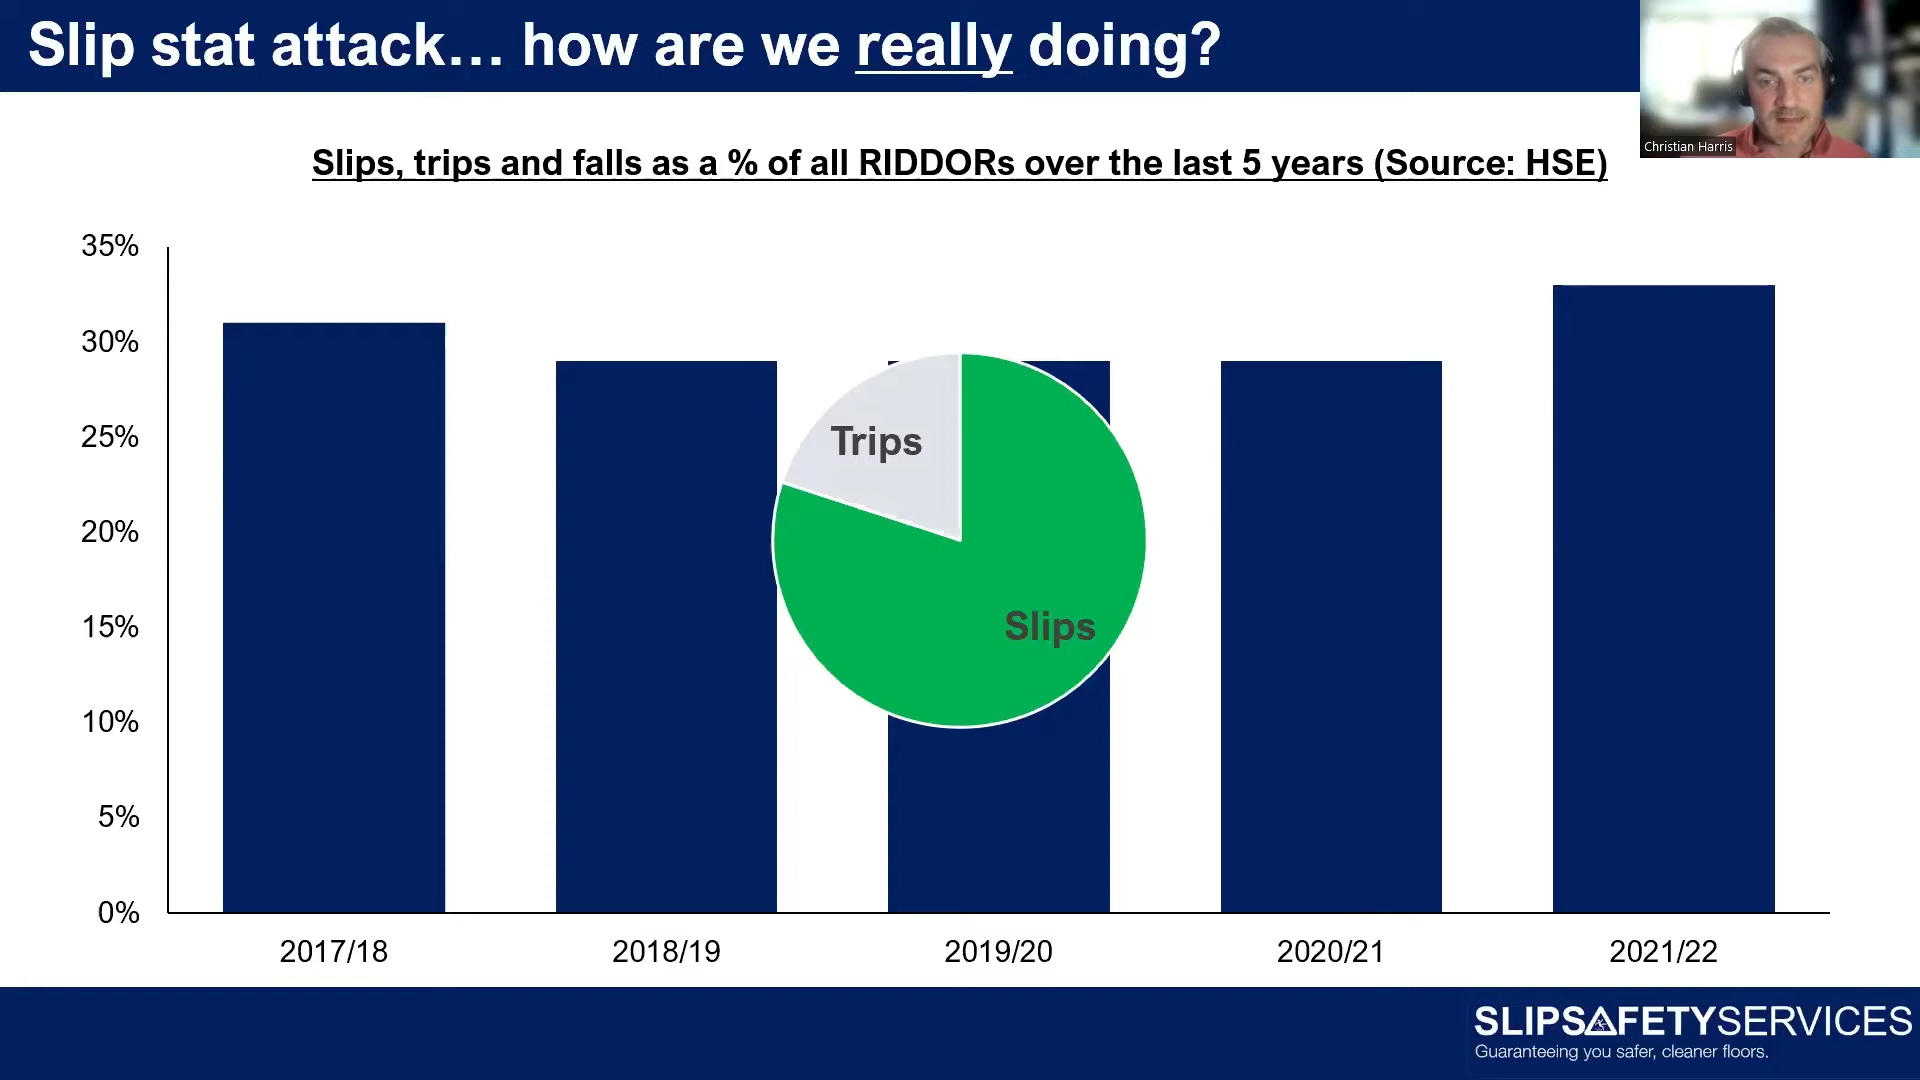 Slip stat attack… how are we really doing?
Christian Harris
Slips, trips and falls as a % of all RIDDORs over the last 5 years (Source: HSE)
35%
30%
25%
20%
15%
10%
5%
0%
Trips
Slips
2017/18
2018/19
2019/20
2020/21
2021/22
SLIPSAFETYSERVICES
Guaranteeing you safer, cleaner floors.